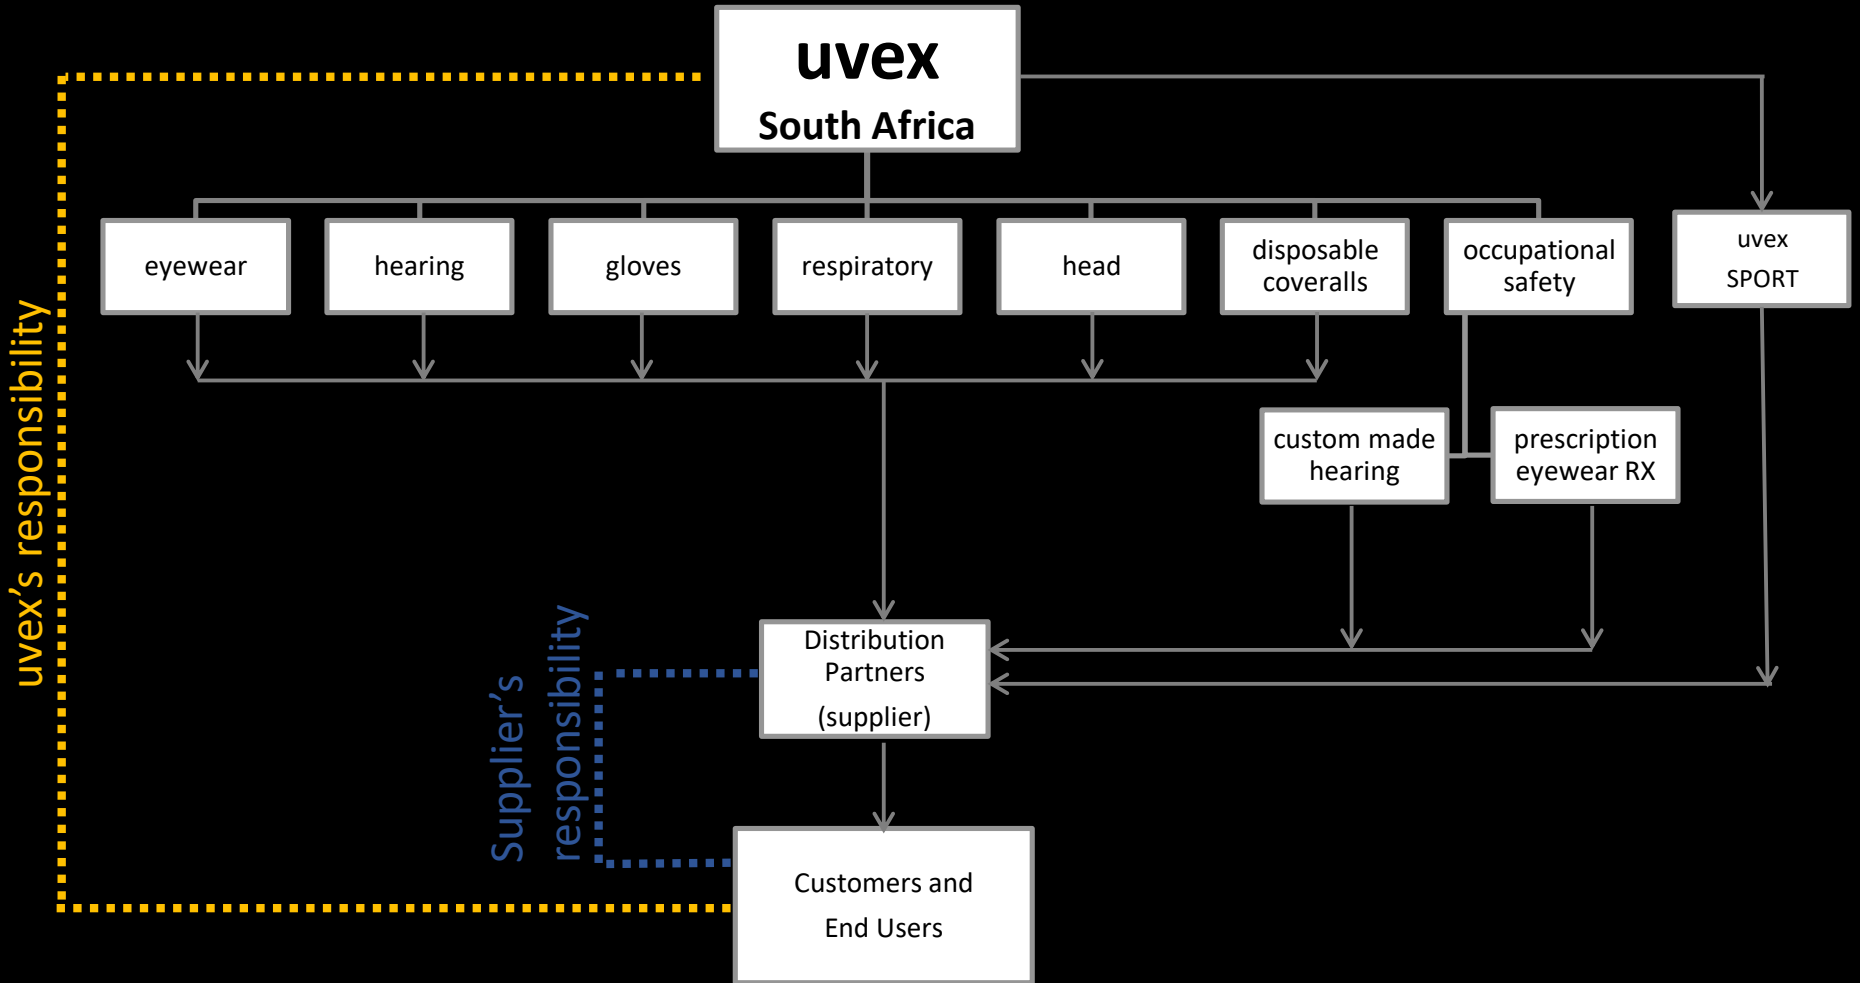 uvex
South Africa
eyewear
hearing
gloves
respiratory
head
disposable
coveralls
occupational
safety
uvex
SPORT
custom made
hearing
prescription
eyewear RX
uvex’s responsibility
Supplier’s
responsibility
Distribution
Partners
(supplier)
Customers and
End Users